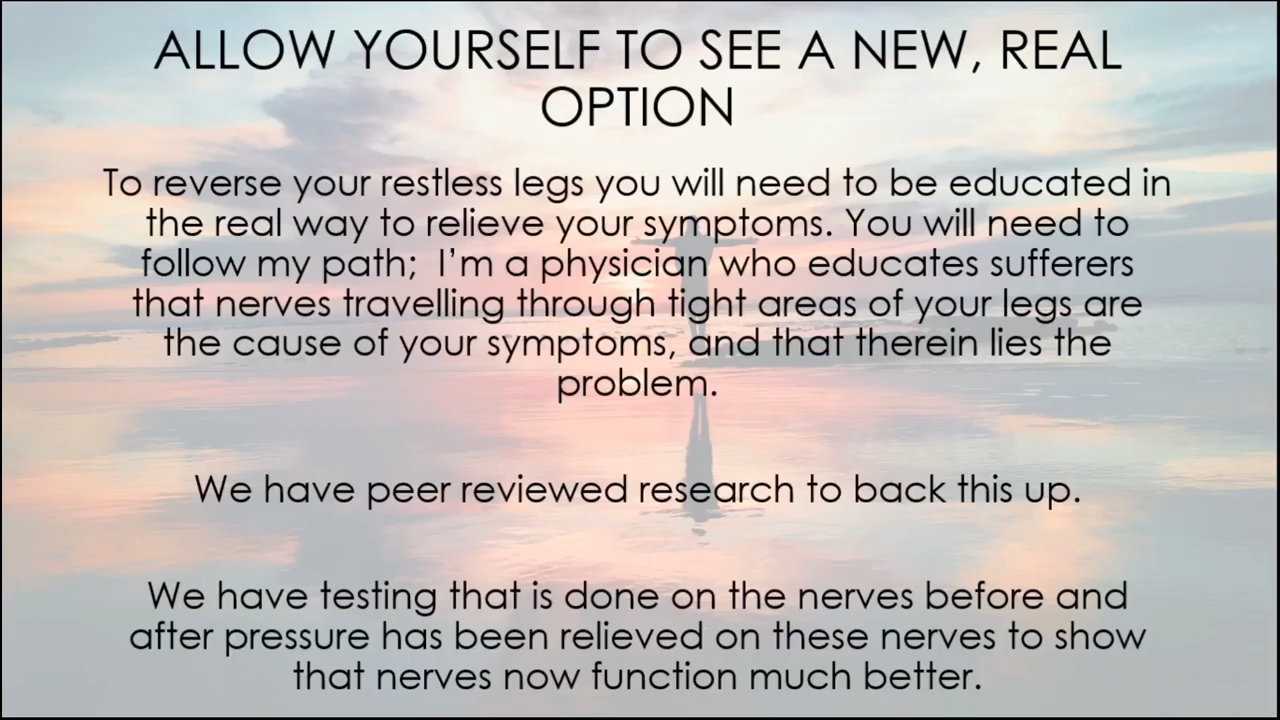 ALLOW YOURSELF TO SEE A NEW, REAL
OPTION
To reverse your restless legs you will need to be educated in
the real way to relieve your symptoms. You will need to
follow my path;  I'm a physician who educates sufferers
that nerves travelling through tight areas of your legs are
the cause of your symptoms, and that therein lies the
problem.
We have peer reviewed research to back this up.
We have testing that is done on the nerves before and
after pressure has been relieved on these nerves to show
that nerves now function much better.